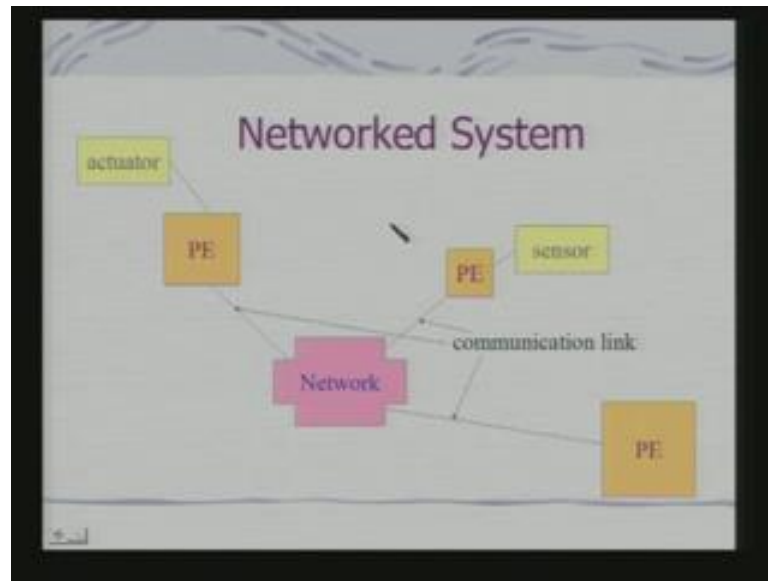 Networked System
actuator
PE
PE
sensor
communication link
Network
PE